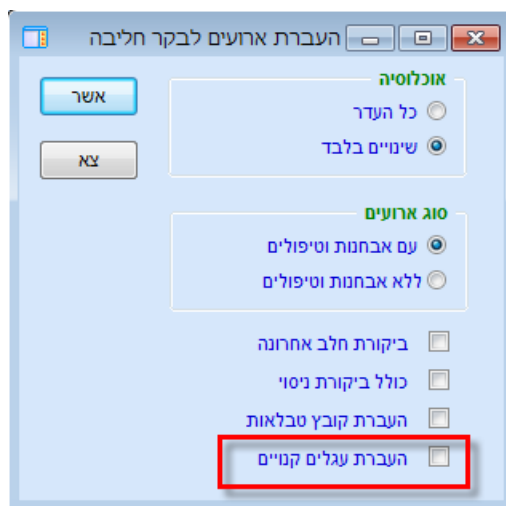 העברת ארועים לבקר חליבה
אוכלוסיה
כל העדר
שינויים בלבד
אשר
צא
סוג ארועים
עם אבחנות וטיפולים
ללא אבחנות וטיפולים
ביקורת חלב אחרונה
כולל ביקורת ניסוי
העברת קובץ טבלאות
העברת עגלים קנויים